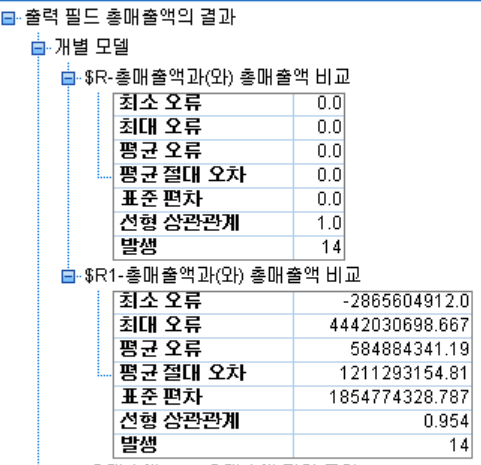 출력 필드 총매출액의 결과
개별 모델
$R-총매출액과(와) 총매출액 비교
최소 오류 0.0
최대 오류 0.0
평균 오류 0.0
평균 절대 오차 0.0
표준 편차 0.0
선형 상관관계 1.0
발생 14
$R1-총매출액과(와) 총매출액 비교
최소 오류 -2865604912.0
최대 오류 4442030698.667
평균 오류 584884341.19
평균 절대 오차 1211293154.81
표준 편차 1854774328.787
선형 상관관계 0.954
발생 14